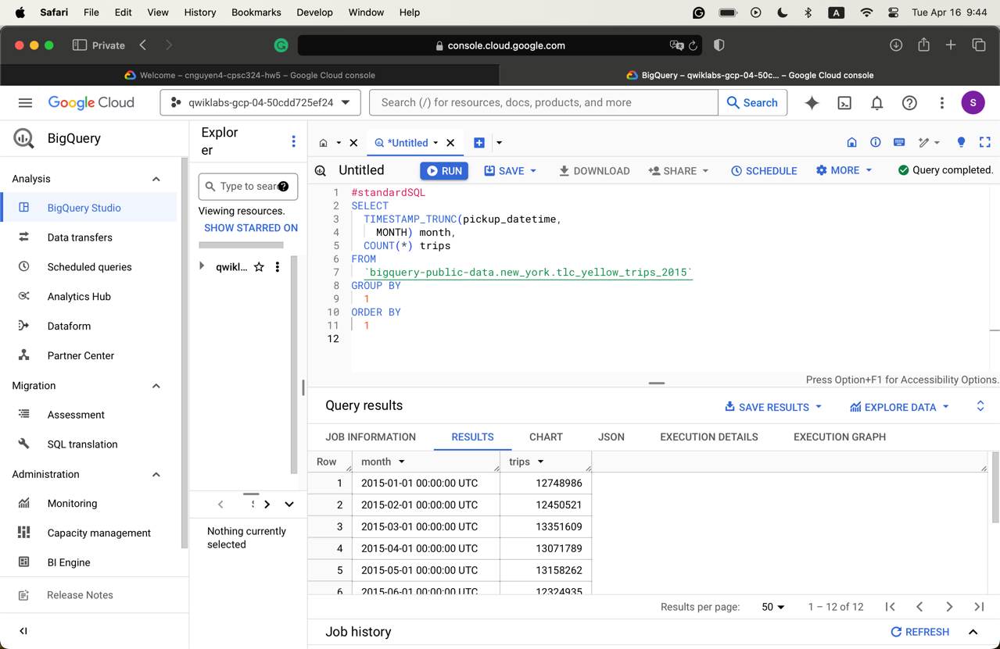 Safari File Edit View History Bookmarks Develop Window Help A Tue Apr 16 9:44
Private console.cloud.google.com
Welcome – cnguyen4-cpsc324-hw5 – Google Cloud console
BigQuery – qwiklabs-gcp-04-50c... – Google Cloud console
Google Cloud qwiklabs-gcp-04-50cdd725ef24 Search (/) for resources, docs, products, and more Search S
BigQuery
Analysis
BigQuery Studio
Data transfers
Scheduled queries
Analytics Hub
Dataform
Partner Center
Migration
Assessment
SQL translation
Administration
Monitoring
Capacity management
BI Engine
Release Notes
Explor
er
Type to sear
Viewing resources.
SHOW STARRED ON
qwikl...
Nothing currently
selected
*Untitled
Untitled RUN SAVE DOWNLOAD SHARE SCHEDULE MORE Query completed.
1 #standardSQL
2 SELECT
3 TIMESTAMP_TRUNC(pickup_datetime,
4 MONTH) month,
5 COUNT(*) trips
6 FROM
7 `bigquery-public-data.new_york.tlc_yellow_trips_2015`
8 GROUP BY
9 1
10 ORDER BY
11 1
12
Press Option+F1 for Accessibility Options.
Query results SAVE RESULTS EXPLORE DATA
JOB INFORMATION RESULTS CHART JSON EXECUTION DETAILS EXECUTION GRAPH
Row month trips
1 2015-01-01 00:00:00 UTC 12748986
2 2015-02-01 00:00:00 UTC 12450521
3 2015-03-01 00:00:00 UTC 13351609
4 2015-04-01 00:00:00 UTC 13071789
5 2015-05-01 00:00:00 UTC 13158262
6 2015-06-01 00:00:00 UTC 12324935
Results per page: 50 1 – 12 of 12
Job history REFRESH